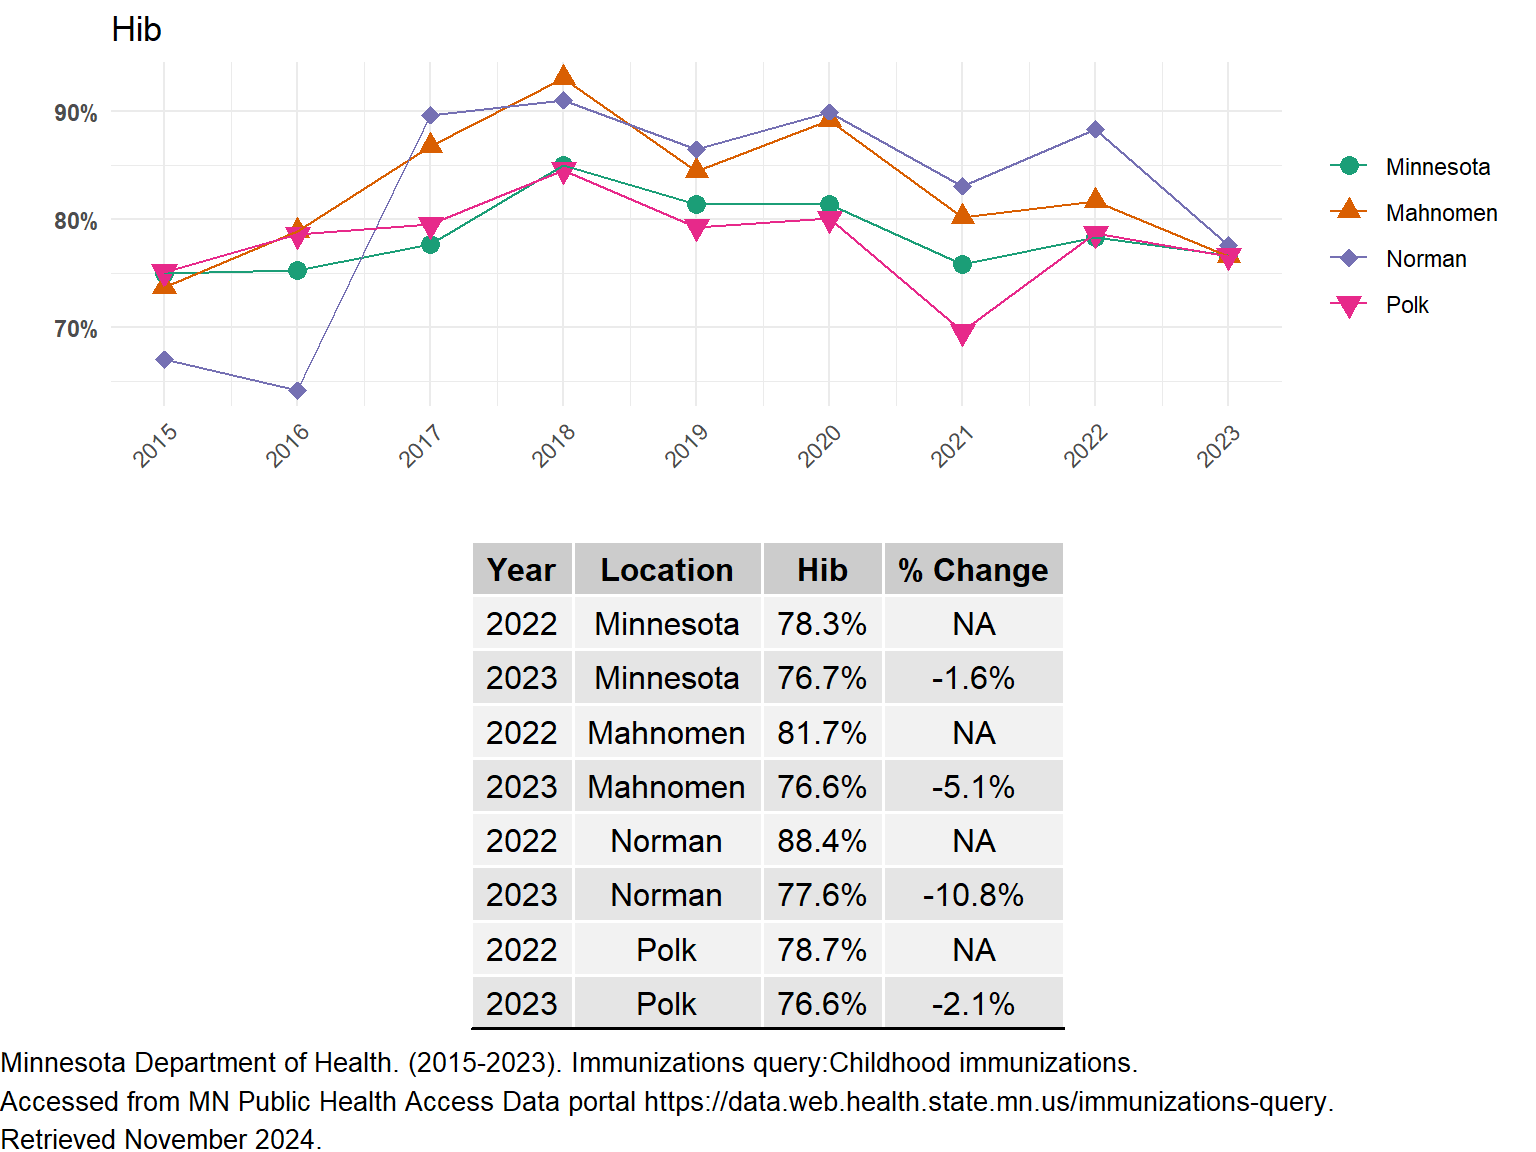 Hib
90%
80%
70%
2015 2016 2017 2018 2019 2020 2021 2022 2023
Minnesota
Mahnomen
Norman
Polk
Year Location Hib % Change
2022 Minnesota 78.3% NA
2023 Minnesota 76.7% -1.6%
2022 Mahnomen 81.7% NA
2023 Mahnomen 76.6% -5.1%
2022 Norman 88.4% NA
2023 Norman 77.6% -10.8%
2022 Polk 78.7% NA
2023 Polk 76.6% -2.1%
Minnesota Department of Health. (2015-2023). Immunizations query:Childhood immunizations.
Accessed from MN Public Health Access Data portal https://data.web.health.state.mn.us/immunizations-query.
Retrieved November 2024.